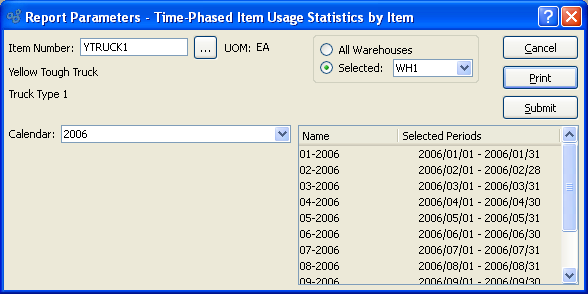 Report Parameters - Time-Phased Item Usage Statistics by Item
Item Number: YTRUCK1 ... UOM: EA
Yellow Tough Truck
Truck Type 1
All Warehouses
Selected: WH1
Cancel
Print
Submit
Calendar: 2006
Name Selected Periods
01-2006 2006/01/01 - 2006/01/31
02-2006 2006/02/01 - 2006/02/28
03-2006 2006/03/01 - 2006/03/31
04-2006 2006/04/01 - 2006/04/30
05-2006 2006/05/01 - 2006/05/31
06-2006 2006/06/01 - 2006/06/30
07-2006 2006/07/01 - 2006/07/31
08-2006 2006/08/01 - 2006/08/31
09-2006 2006/09/01 - 2006/09/30